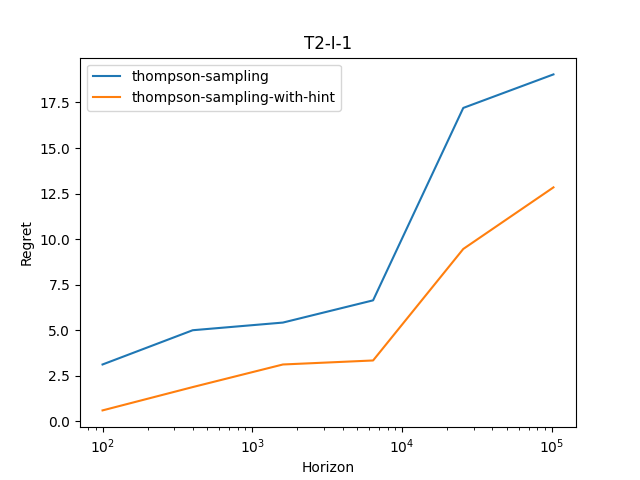 T2-I-1
thompson-sampling
thompson-sampling-with-hint
17.5
15.0
12.5
10.0
7.5
5.0
2.5
0.0
Regret
10²
10³
10⁴
10⁵
Horizon